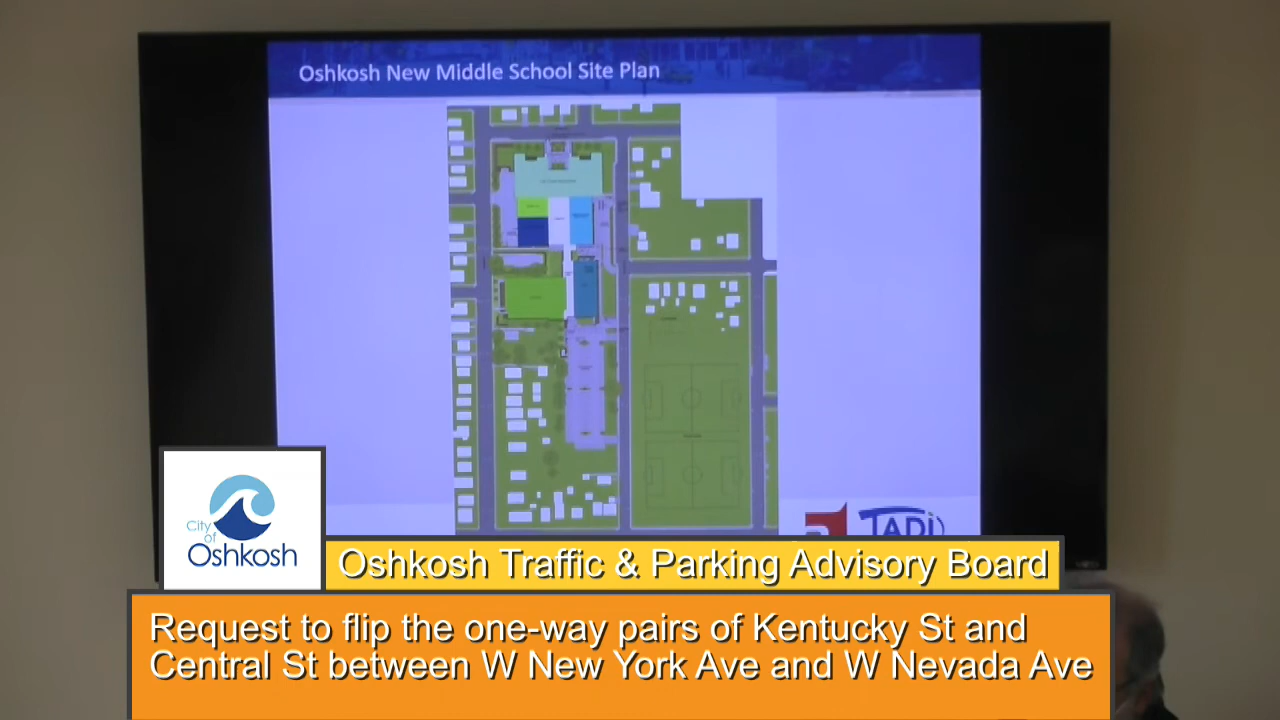 Oshkosh New Middle School Site Plan
TADI
City
of
Oshkosh
Oshkosh Traffic & Parking Advisory Board
Request to flip the one-way pairs of Kentucky St and
Central St between W New York Ave and W Nevada Ave